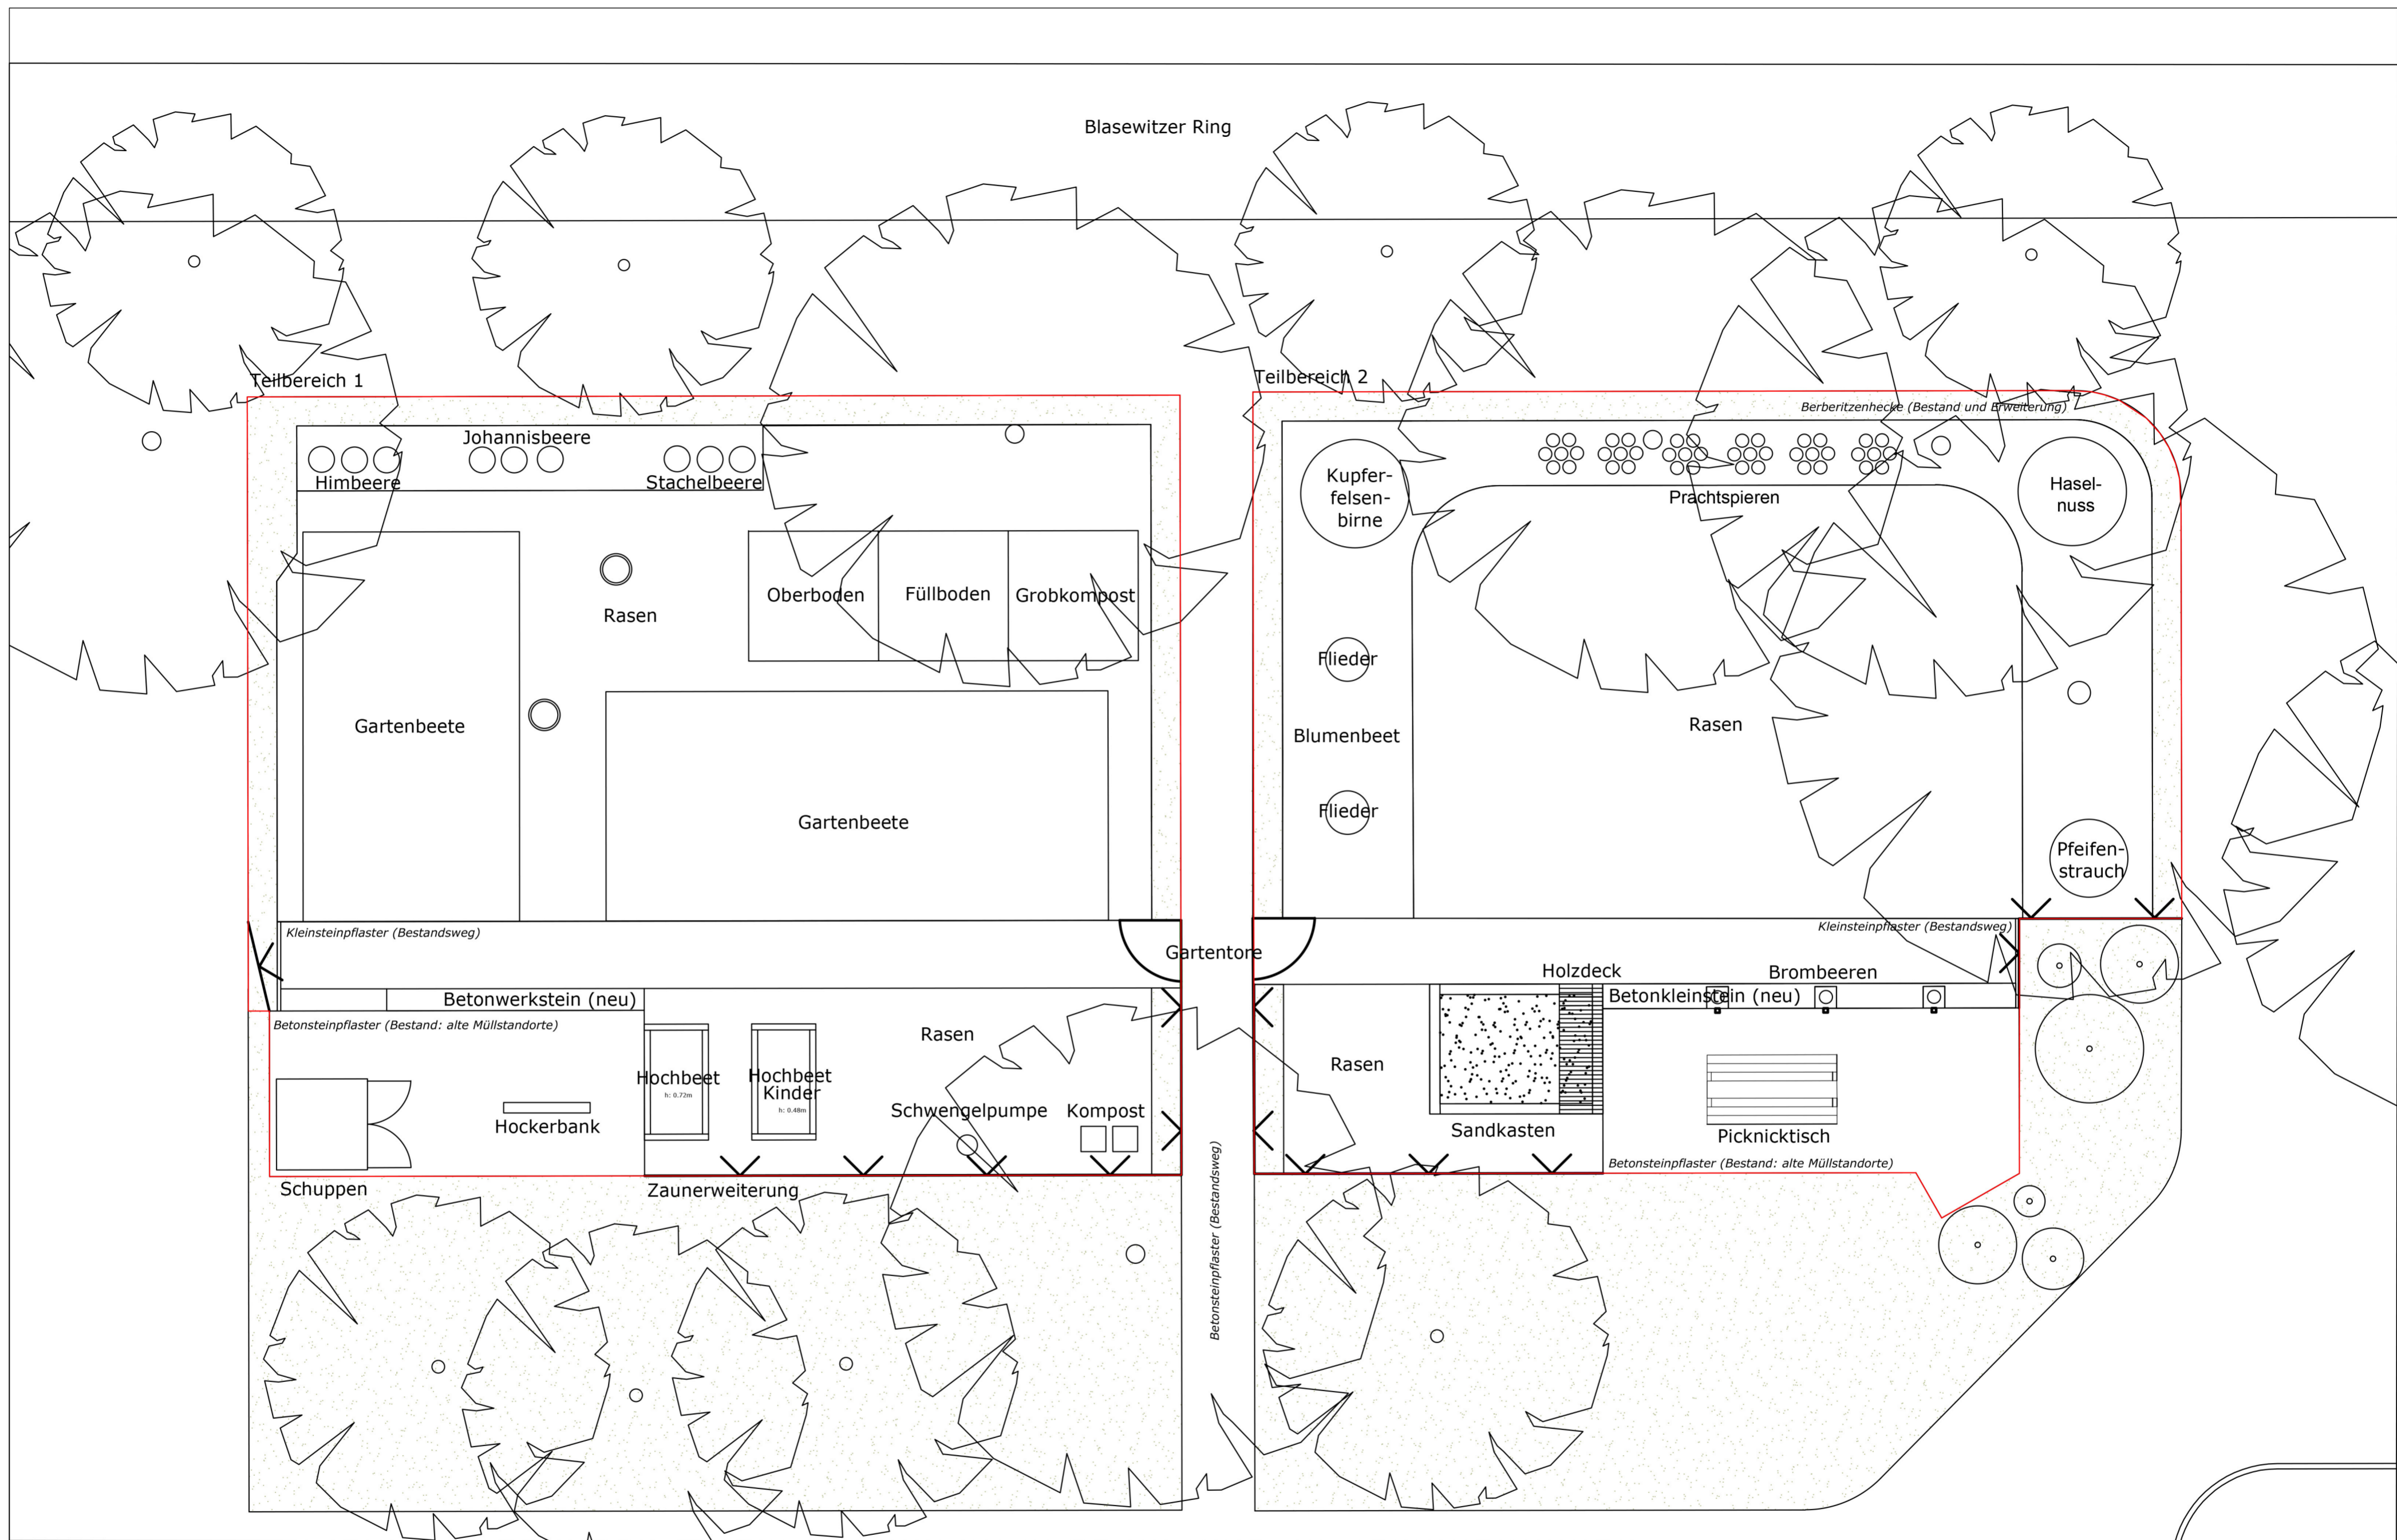 Blasewitzer Ring
Teilbereich 1
Teilbereich 2
Berberitzenhecke (Bestand und Erweiterung)
Johannisbeere
Himbeere
Stachelbeere
Kupfer-
felsen-
birne
Prachtspieren
Hasel-
nuss
Oberboden
Füllboden
Grobkompost
Rasen
Flieder
Gartenbeete
Blumenbeet
Rasen
Gartenbeete
Flieder
Pfeifen-
strauch
Kleinsteinpflaster (Bestandsweg)
Gartentore
Kleinsteinpflaster (Bestandsweg)
Holzdeck
Brombeeren
Betonwerkstein (neu)
Betonkleinstein (neu)
Betonsteinpflaster (Bestand: alte Müllstandorte)
Rasen
Rasen
Hochbeet
h: 0.72m
Hochbeet
Kinder
h: 0.48m
Schwengelpumpe
Kompost
Hockerbank
Sandkasten
Picknicktisch
Betonsteinpflaster (Bestand: alte Müllstandorte)
Schuppen
Zaunerweiterung
Betonsteinpflaster (Bestandsweg)